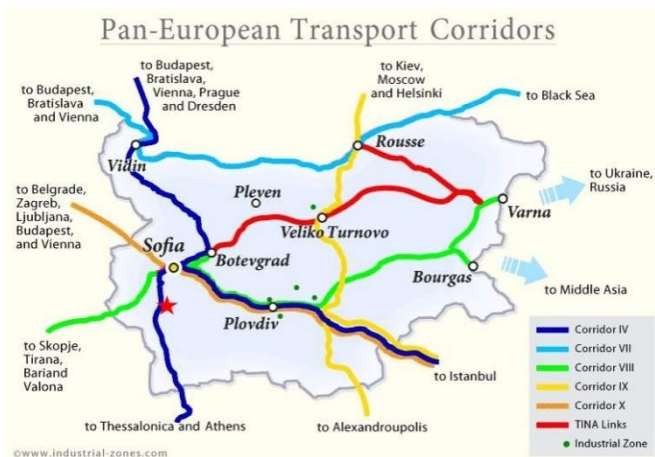 Pan-European Transport Corridors
to Budapest,
Bratislava,
Vienna, Prague
and Dresden
to Budapest,
Bratislava
and Vienna
to Kiev,
Moscow
and Helsinki
to Black Sea
Rousse
Vidin
to Ukraine,
Russia
to Belgrade,
Zagreb,
Ljubljana,
Budapest,
and Vienna
Pleven
Varna
Veliko Turnovo
Sofia
Botevgrad
Bourgas
to Middle Asia
Plovdiv
to Skopje,
Tirana,
Bariand
Valona
to Istanbul
to Thessalonica and Athens
to Alexandroupolis
Corridor IV
Corridor VII
Corridor VIII
Corridor IX
Corridor X
TINA Links
Industrial Zone
©www.industrial-zones.com